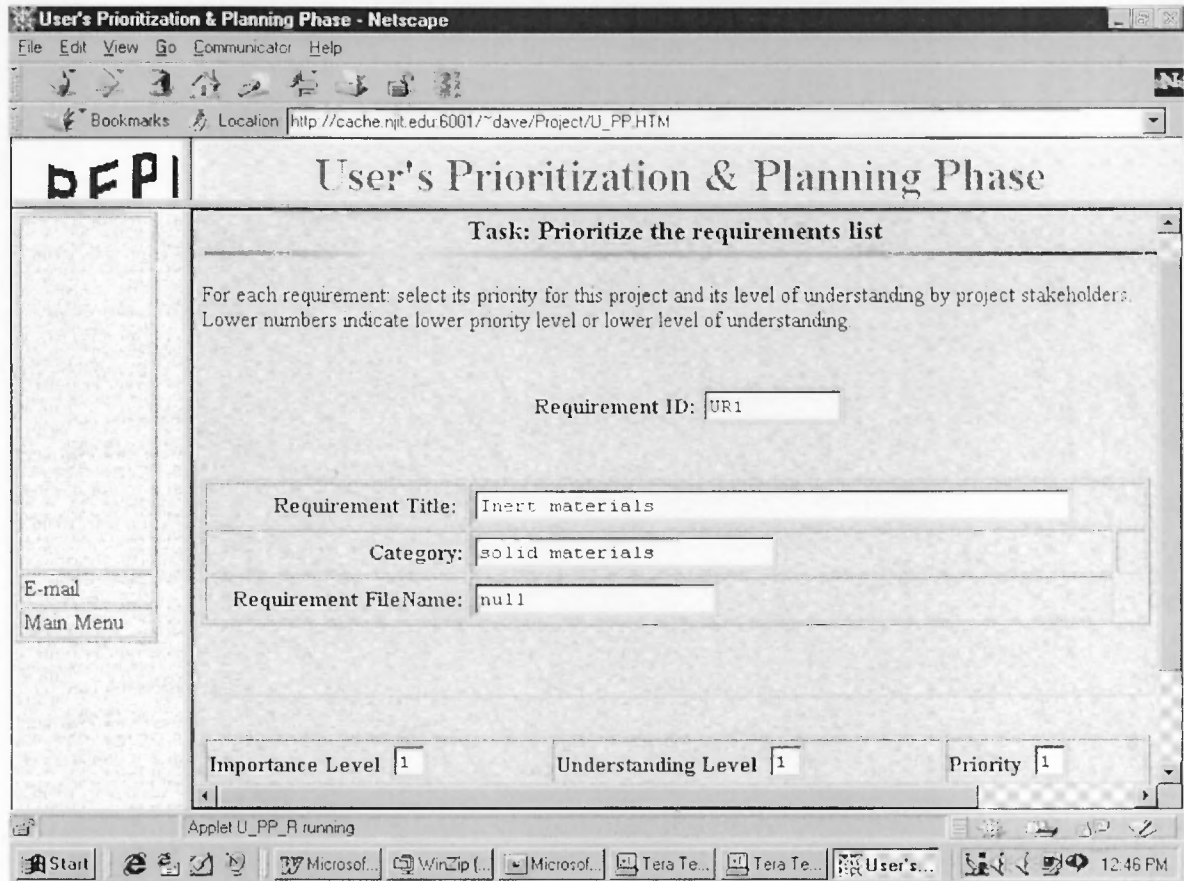 User's Prioritization & Planning Phase - Netscape
File Edit View Go Communicator Help
Bookmarks Location http://cache.njit.edu:6001/~dave/Project/U_PP.HTM
DFPI User's Prioritization & Planning Phase
Task: Prioritize the requirements list
For each requirement: select its priority for this project and its level of understanding by project stakeholders.
Lower numbers indicate lower priority level or lower level of understanding.
Requirement ID: UR1
Requirement Title: Inert materials
Category: solid materials
Requirement FileName: null
E-mail
Main Menu
Importance Level 1 Understanding Level 1 Priority 1
Applet U_PP_R running
Start Microsof... WinZip (... Microsof... Tera Te... Tera Te... User's... 12:46 PM